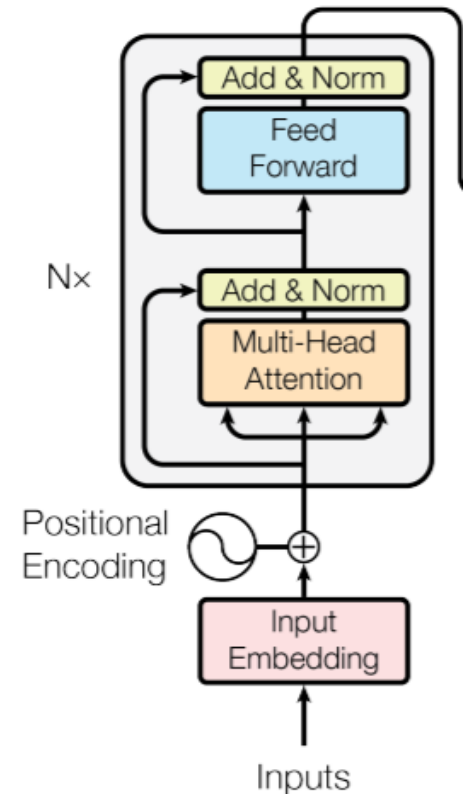 Add & Norm
Feed
Forward
Nx
Add & Norm
Multi-Head
Attention
Positional
Encoding
Input
Embedding
Inputs